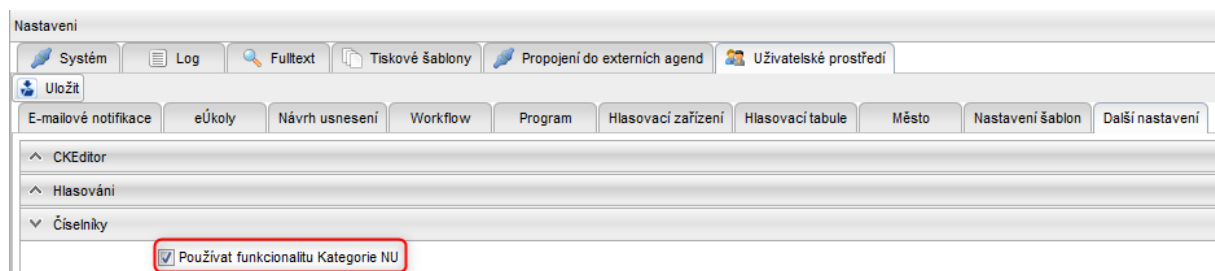 Nastaveni
Systém Log Fulltext Tiskové šablony Propojení do externích agend Uživatelské prostředí
Uložit
E-mailové notifikace eÚkoly Návrh usnesení Workflow Program Hlasovací zařízení Hlasovací tabule Město Nastavení šablon Další nastavení
CKEditor
Hlasování
Číselníky
Používat funkcionalitu Kategorie NU